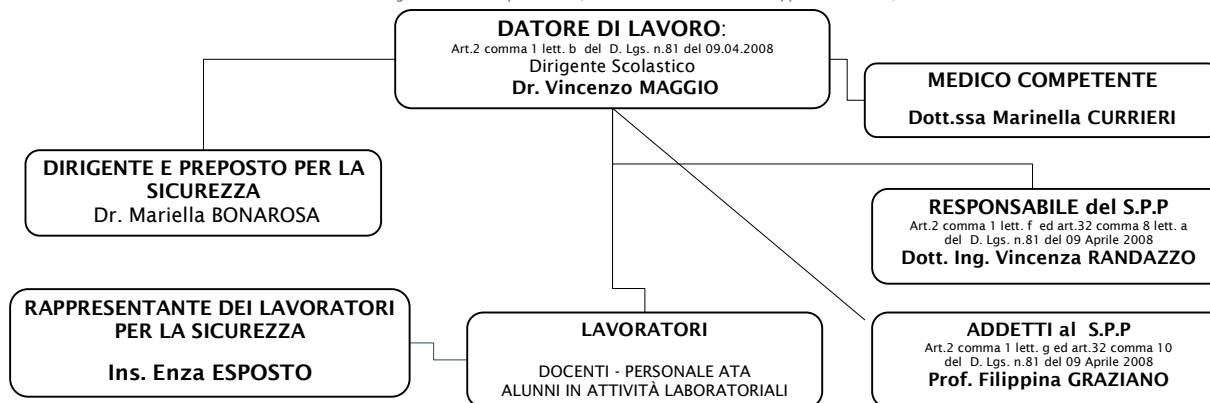 DATORE DI LAVORO:
Art.2 comma 1 lett. b del D. Lgs. n.81 del 09.04.2008
Dirigente Scolastico
Dr. Vincenzo MAGGIO
MEDICO COMPETENTE
Dott.ssa Marinella CURRIERI
DIRIGENTE E PREPOSTO PER LA
SICUREZZA
Dr. Mariella BONAROSA
RESPONSABILE del S.P.P
Art.2 comma 1 lett. f ed art.32 comma 8 lett. a
del D. Lgs. n.81 del 09 Aprile 2008
Dott. Ing. Vincenza RANDAZZO
RAPPRESENTANTE DEI LAVORATORI
PER LA SICUREZZA
Ins. Enza ESPOSTO
LAVORATORI
DOCENTI - PERSONALE ATA
ALUNNI IN ATTIVITÀ LABORATORIALI
ADDETTI al S.P.P
Art.2 comma 1 lett. g ed art.32 comma 10
del D. Lgs. n.81 del 09 Aprile 2008
Prof. Filippina GRAZIANO